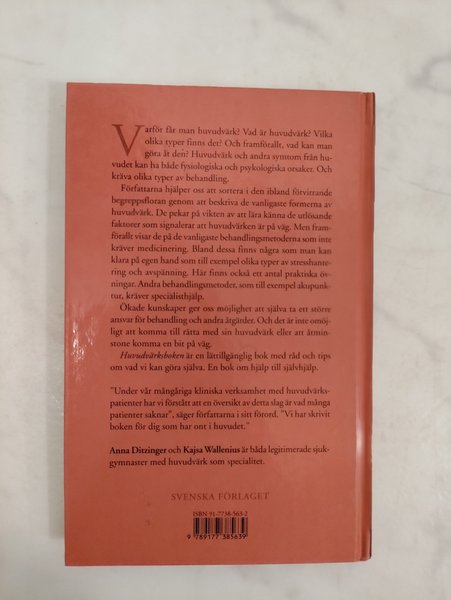 Varför får man huvudvärk? Vad är huvudvärk? Vilka
olika typer finns det? Och framförallt, vad kan man
göra åt den? Huvudvärk och andra symtom från hu-
vudet kan ha både fysiologiska och psykologiska orsaker. Och
kräva olika typer av behandling.
Författarna hjälper oss att sortera i den ibland förvirrande
begreppsfloran genom att beskriva de vanligaste formerna av
huvudvärk. De pekar på vikten av att lära känna de utlösande
faktorer som signalerar att huvudvärken är på väg. Men fram-
förallt visar de på de vanligaste behandlingsmetoderna som inte
kräver medicinering. Bland dessa finns några som man kan
klara på egen hand som till exempel olika typer av stresshante-
ring och avspänning. Här finns också ett antal praktiska öv-
ningar. Andra behandlingsmetoder, som till exempel akupunk-
tur, kräver specialisthjälp.
Ökade kunskaper ger oss möjlighet att själva ta ett större
ansvar för behandling och andra åtgärder. Och det är inte omöj-
ligt att komma till rätta med sin huvudvärk eller att åtmin-
stone komma en bit på väg.
Huvudvärksboken är en lättillgänglig bok med råd och tips
om vad vi kan göra själva. En bok om hjälp till självhjälp.
"Under vår mångåriga kliniska verksamhet med huvudvärks-
patienter har vi förstått att en översikt av detta slag är vad många
patienter saknar", säger författarna i sitt förord. "Vi har skrivit
boken för dig som har ont i huvudet."
Anna Ditzinger och Kajsa Wallenius är båda legitimerade sjuk-
gymnaster med huvudvärk som specialitet.
SVENSKA FÖRLAGET
ISBN 91-7738-563-2
9 789177 385639